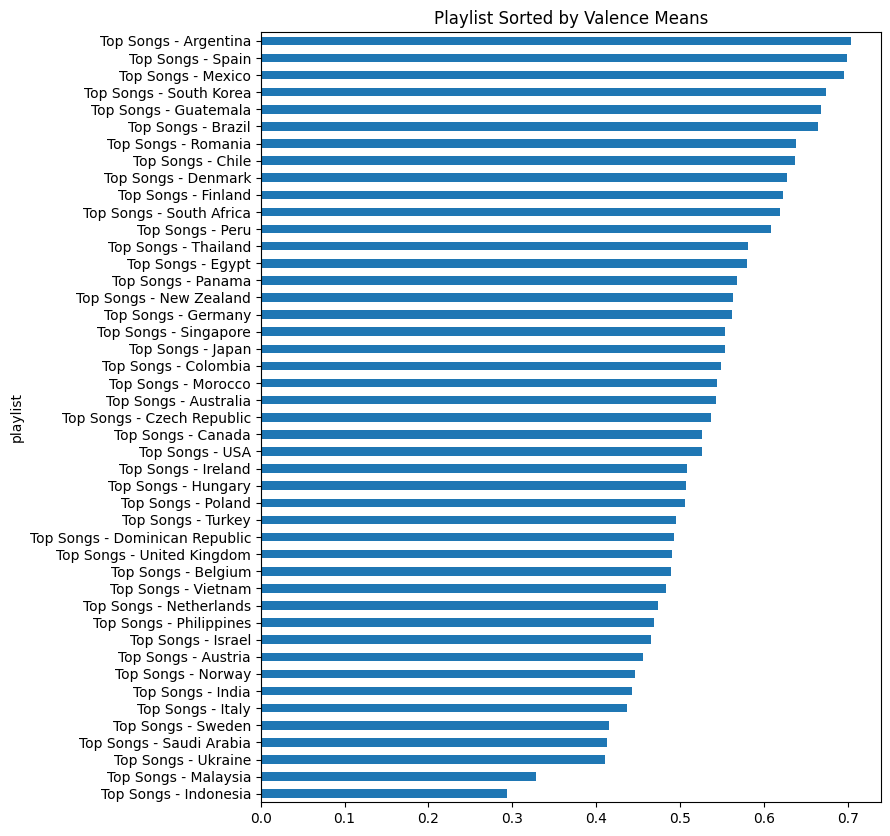 Playlist Sorted by Valence Means
Top Songs - Argentina
Top Songs - Spain
Top Songs - Mexico
Top Songs - South Korea
Top Songs - Guatemala
Top Songs - Brazil
Top Songs - Romania
Top Songs - Chile
Top Songs - Denmark
Top Songs - Finland
Top Songs - South Africa
Top Songs - Peru
Top Songs - Thailand
Top Songs - Egypt
Top Songs - Panama
Top Songs - New Zealand
Top Songs - Germany
Top Songs - Singapore
Top Songs - Japan
Top Songs - Colombia
Top Songs - Morocco
Top Songs - Australia
Top Songs - Czech Republic
Top Songs - Canada
Top Songs - USA
Top Songs - Ireland
Top Songs - Hungary
Top Songs - Poland
Top Songs - Turkey
Top Songs - Dominican Republic
Top Songs - United Kingdom
Top Songs - Belgium
Top Songs - Vietnam
Top Songs - Netherlands
Top Songs - Philippines
Top Songs - Israel
Top Songs - Austria
Top Songs - Norway
Top Songs - India
Top Songs - Italy
Top Songs - Sweden
Top Songs - Saudi Arabia
Top Songs - Ukraine
Top Songs - Malaysia
Top Songs - Indonesia
playlist
0.0 0.1 0.2 0.3 0.4 0.5 0.6 0.7